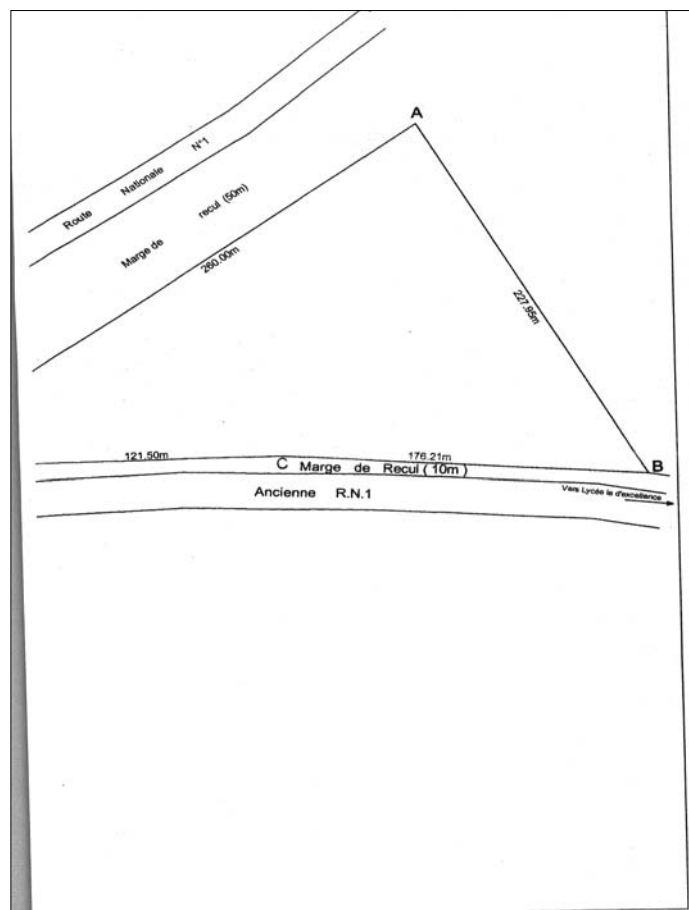 A
Route Nationale N°1
Marge de recul (50m)
260.00m
227.95m
121.50m
176.21m
B
C Marge de Recul (10m)
Vers Lycée le d'excellence
Ancienne R.N.1